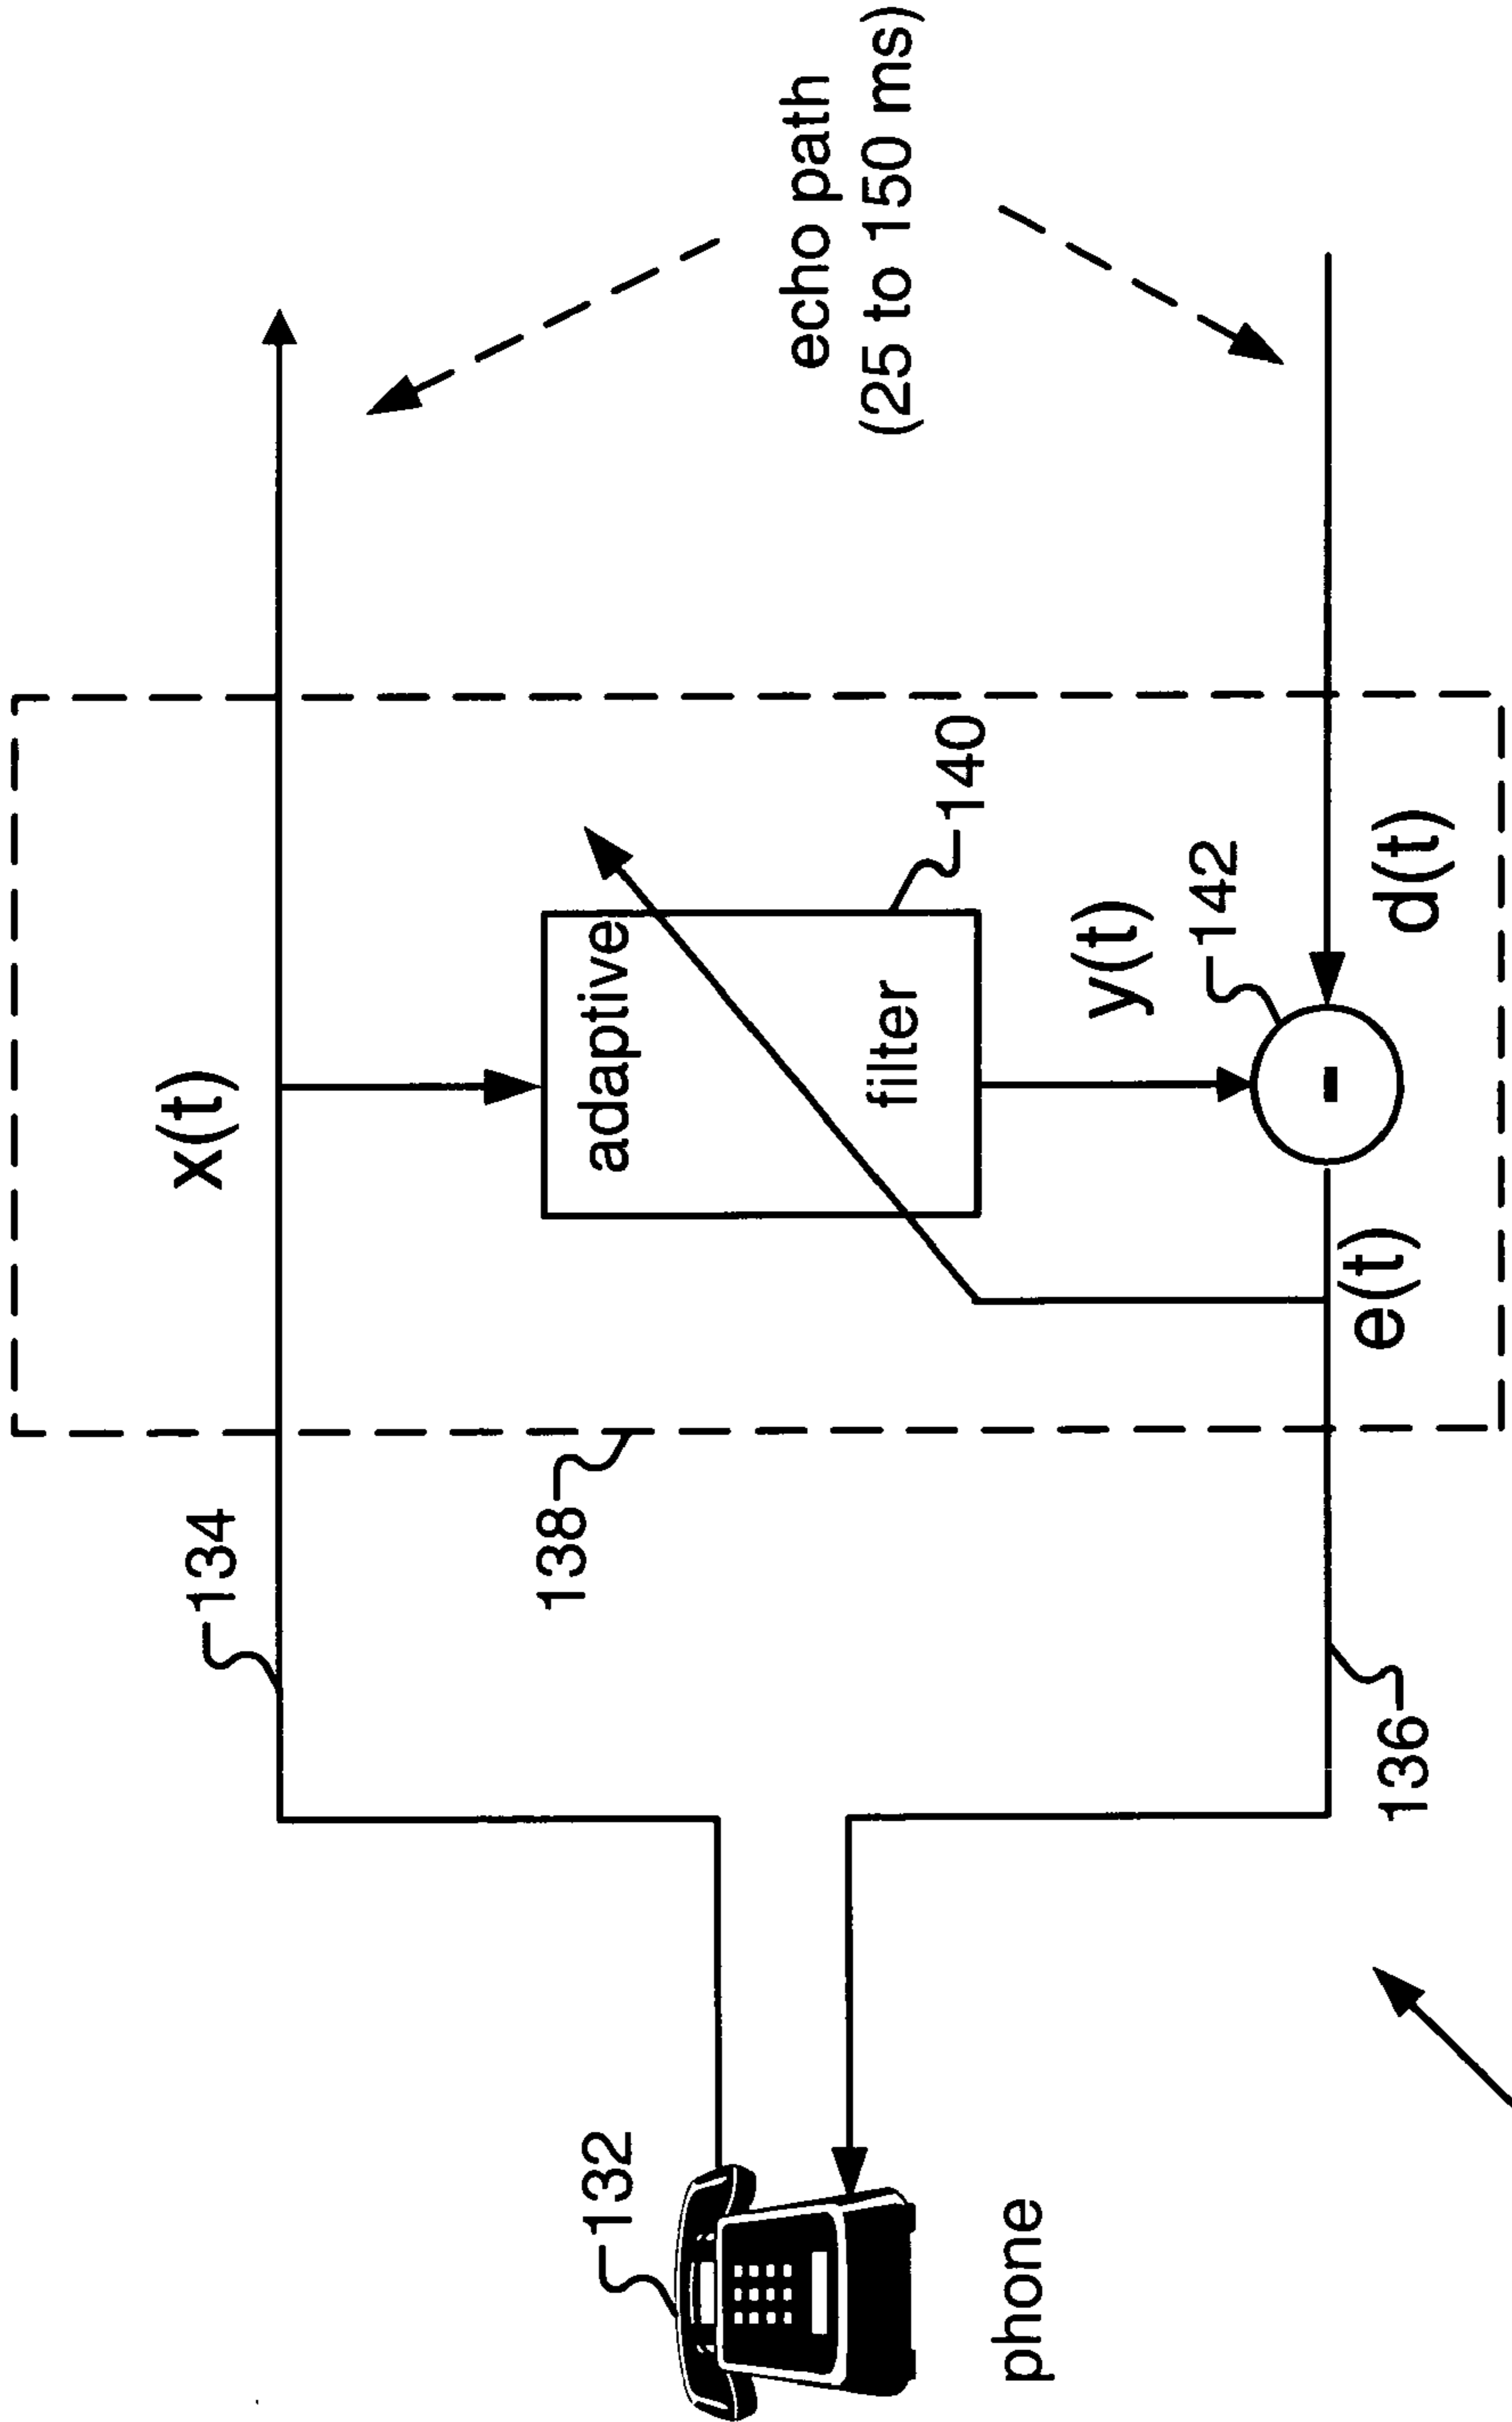 132
phone
134
136
138
x(t)
adaptive
filter
140
y(t)
142
e(t)
d(t)
echo path
(25 to 150 ms)